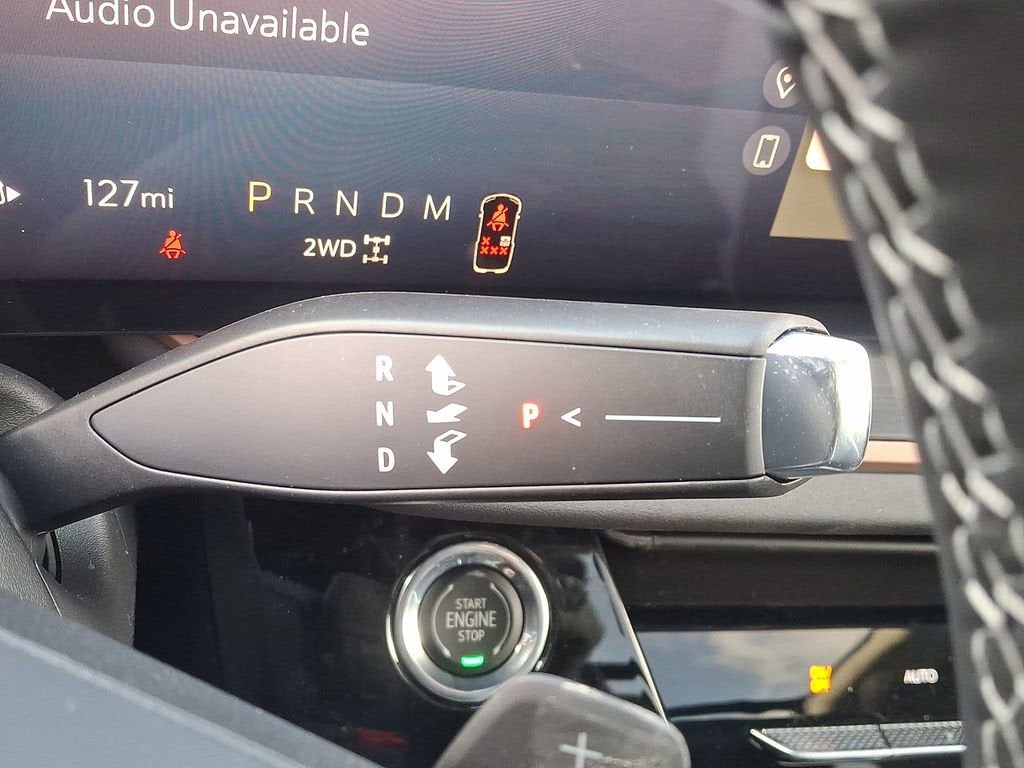 Audio Unavailable
127mi
P R N D M
2WD
R
N
D
P <
START
ENGINE
STOP
AUTO
+